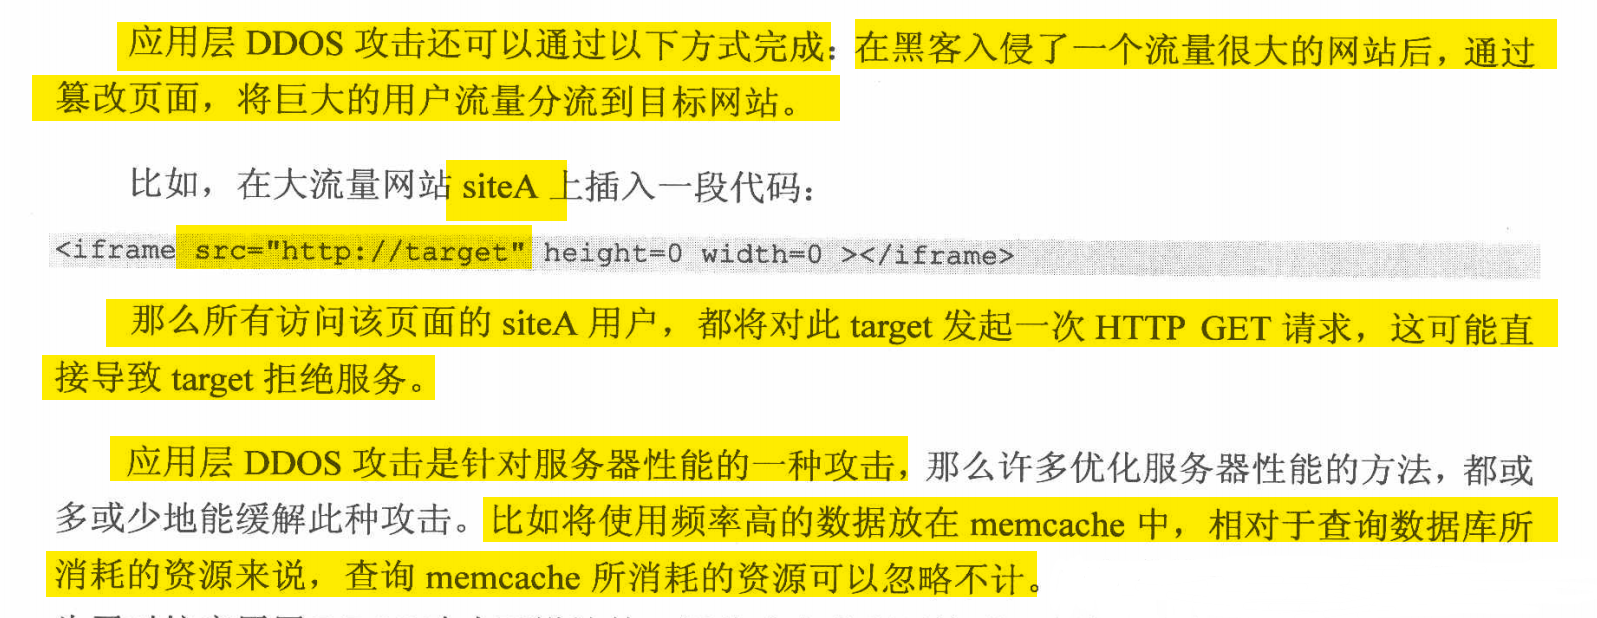 应用层 DDOS 攻击还可以通过以下方式完成：在黑客入侵了一个流量很大的网站后，通过
篡改页面，将巨大的用户流量分流到目标网站。
比如，在大流量网站 siteA 上插入一段代码：
<iframe src="http://target" height=0 width=0 ></iframe>
那么所有访问该页面的 siteA 用户，都将对此 target 发起一次 HTTP GET 请求，这可能直
接导致 target 拒绝服务。
应用层 DDOS 攻击是针对服务器性能的一种攻击，那么许多优化服务器性能的方法，都或
多或少地能缓解此种攻击。比如将使用频率高的数据放在 memcache 中，相对于查询数据库所
消耗的资源来说，查询 memcache 所消耗的资源可以忽略不计。